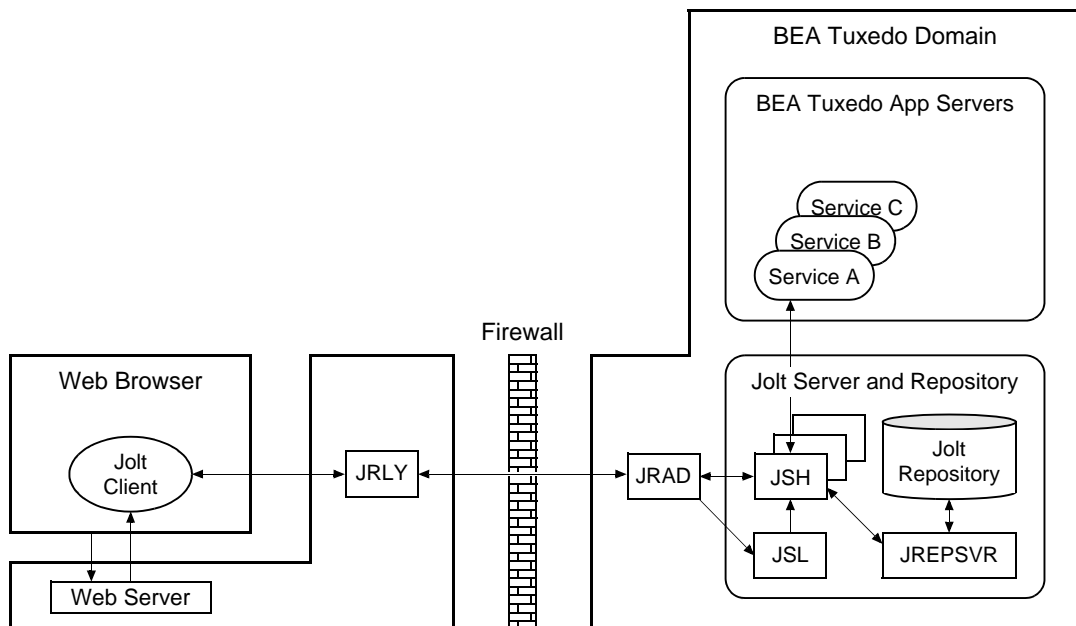 BEA Tuxedo Domain
BEA Tuxedo App Servers
Service C
Service B
Service A
Firewall
Web Browser
Jolt Server and Repository
Jolt
Client
JRLY
JRAD
JSH
Jolt
Repository
JSL
JREPSVR
Web Server